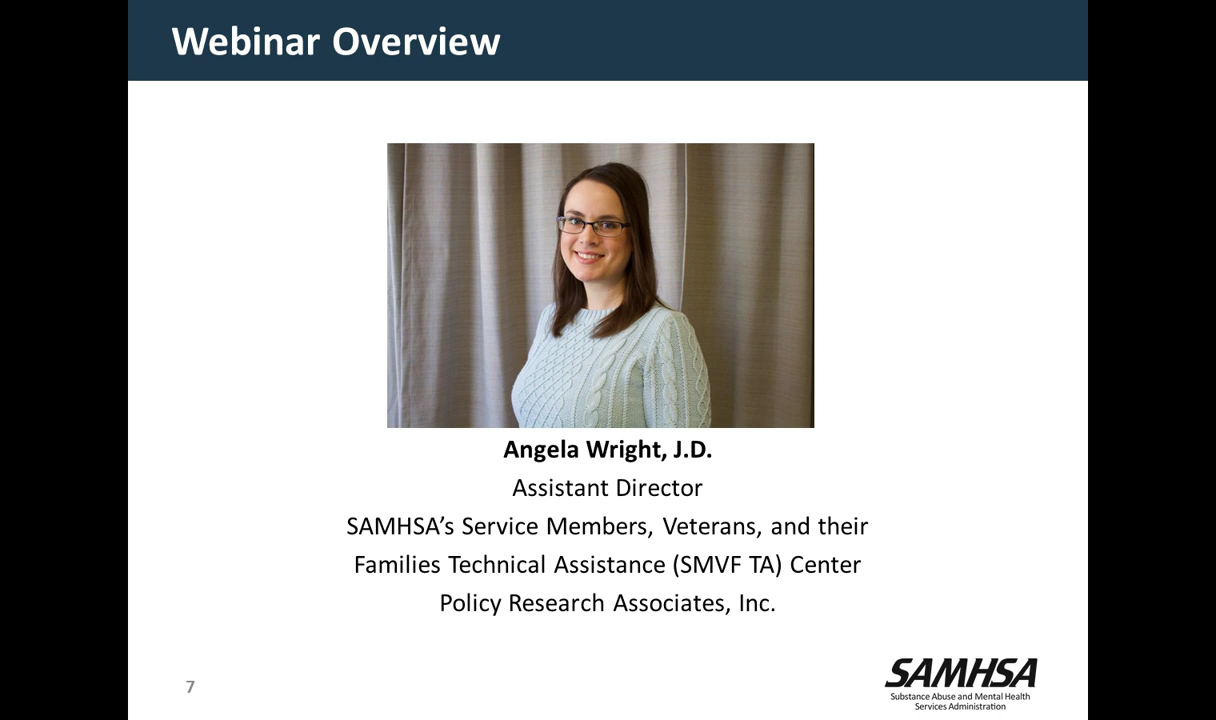 Webinar Overview
Angela Wright, J.D.
Assistant Director
SAMHSA’s Service Members, Veterans, and their
Families Technical Assistance (SMVF TA) Center
Policy Research Associates, Inc.
7
SAMHSA
Substance Abuse and Mental Health
Services Administration